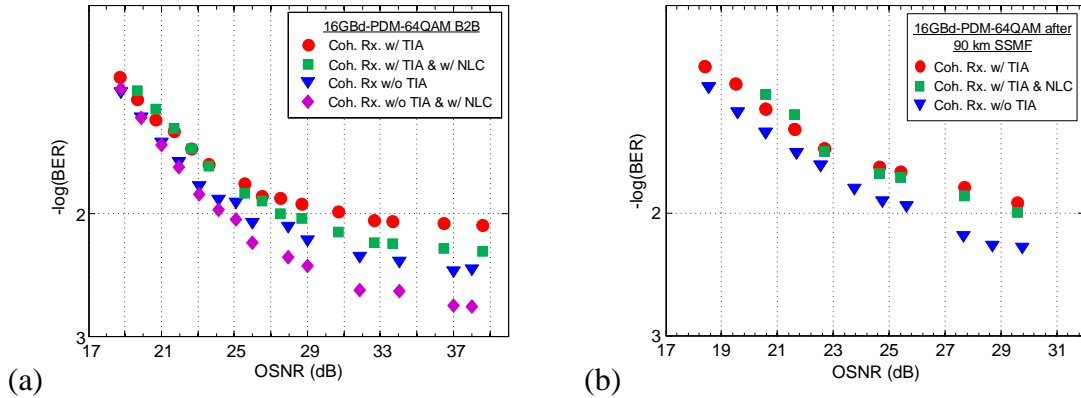 16GBd-PDM-64QAM B2B
Coh. Rx. w/ TIA
Coh. Rx. w/ TIA & w/ NLC
Coh. Rx w/o TIA
Coh. Rx. w/o TIA & w/ NLC
-log(BER)
2
3
17 21 25 29 33 37
OSNR (dB)
(a)
16GBd-PDM-64QAM after
90 km SSMF
Coh. Rx. w/ TIA
Coh. Rx. w/ TIA & NLC
Coh. Rx. w/o TIA
-log(BER)
2
3
17 19 21 23 25 27 29 31
OSNR (dB)
(b)